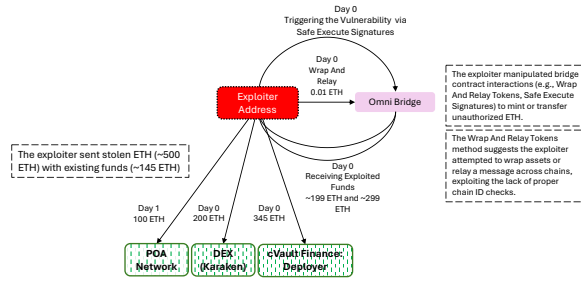 Day 0
Triggering the Vulnerability via
Safe Execute Signatures
Day 0
Wrap And
Relay
0.01 ETH
Exploiter
Address
Omni Bridge
The exploiter manipulated bridge
contract interactions (e.g., Wrap
And Relay Tokens, Safe Execute
Signatures) to mint or transfer
unauthorized ETH.
The Wrap And Relay Tokens
method suggests the exploiter
attempted to wrap assets or
relay a message across chains,
exploiting the lack of proper
chain ID checks.
The exploiter sent stolen ETH (~500
ETH) with existing funds (~145 ETH)
Day 0
Receiving Exploited
Funds
~199 ETH and ~299
ETH
Day 1
100 ETH
Day 0
200 ETH
Day 0
345 ETH
POA
Network
DEX
(Karaken)
cVault Finance:
Deployer